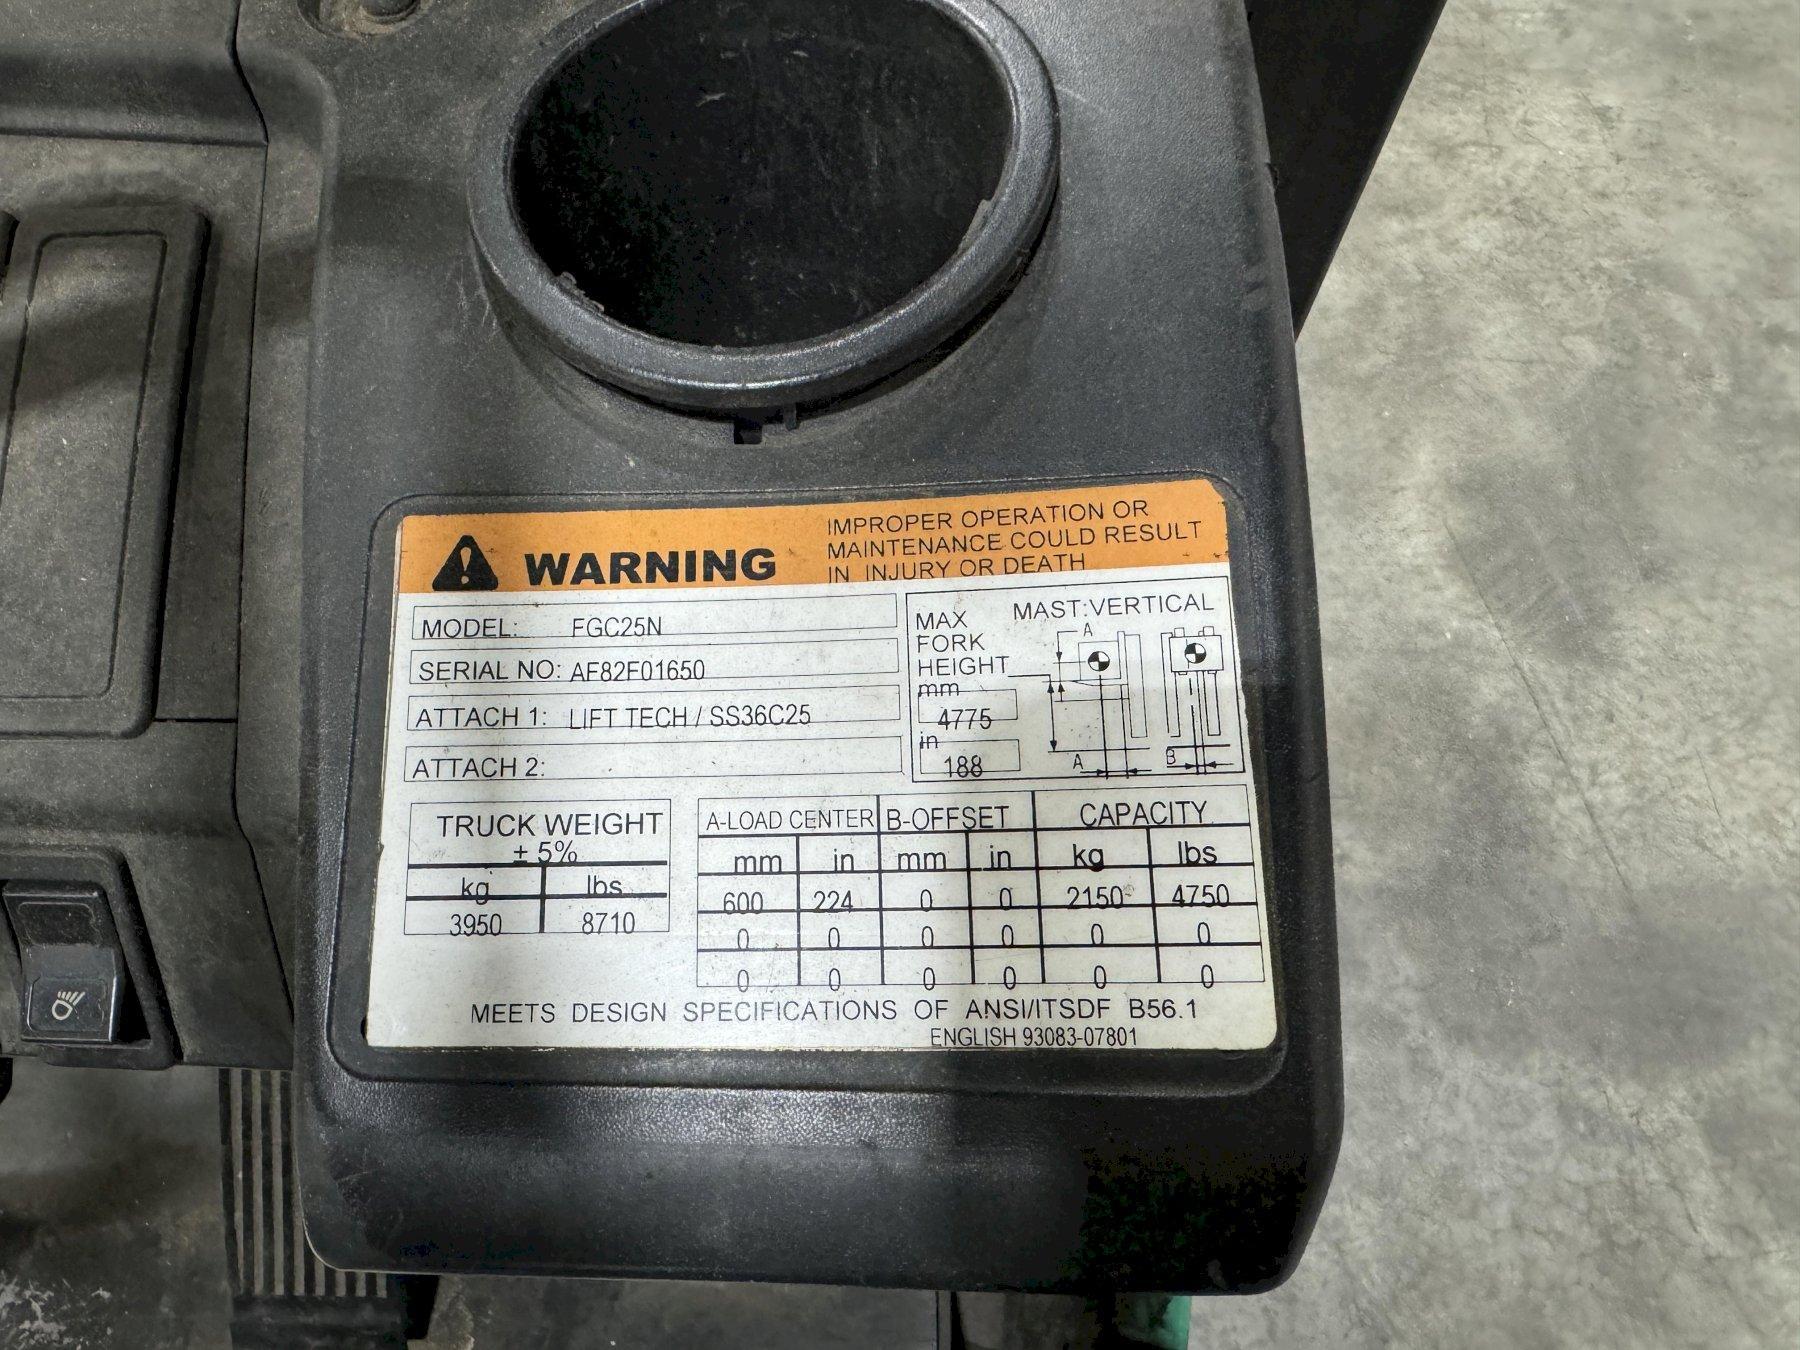 WARNING
IMPROPER OPERATION OR
MAINTENANCE COULD RESULT
IN INJURY OR DEATH
MODEL: FGC25N
SERIAL NO: AF82F01650
ATTACH 1: LIFT TECH / SS36C25
ATTACH 2:
MAX
FORK
HEIGHT
mm
4775
in
188
MAST:VERTICAL
A
A
B
TRUCK WEIGHT
± 5%
kg lbs
3950 8710
A-LOAD CENTER B-OFFSET CAPACITY
mm in mm in kg lbs
600 224 0 0 2150 4750
0 0 0 0 0 0
0 0 0 0 0 0
MEETS DESIGN SPECIFICATIONS OF ANSI/ITSDF B56.1
ENGLISH 93083-07801